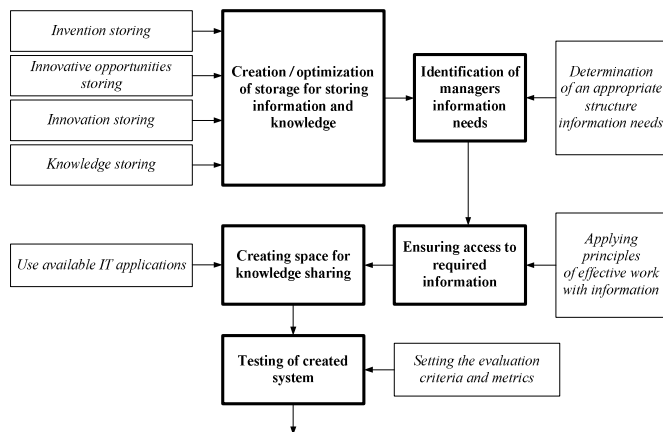 Invention storing
Innovative opportunities
storing
Innovation storing
Knowledge storing
Creation / optimization
of storage for storing
information and
knowledge
Identification of
managers
information
needs
Determination
of an appropriate
structure
information needs
Use available IT applications
Creating space for
knowledge sharing
Ensuring access to
required
information
Applying
principles
of effective work
with information
Testing of created
system
Setting the evaluation
criteria and metrics